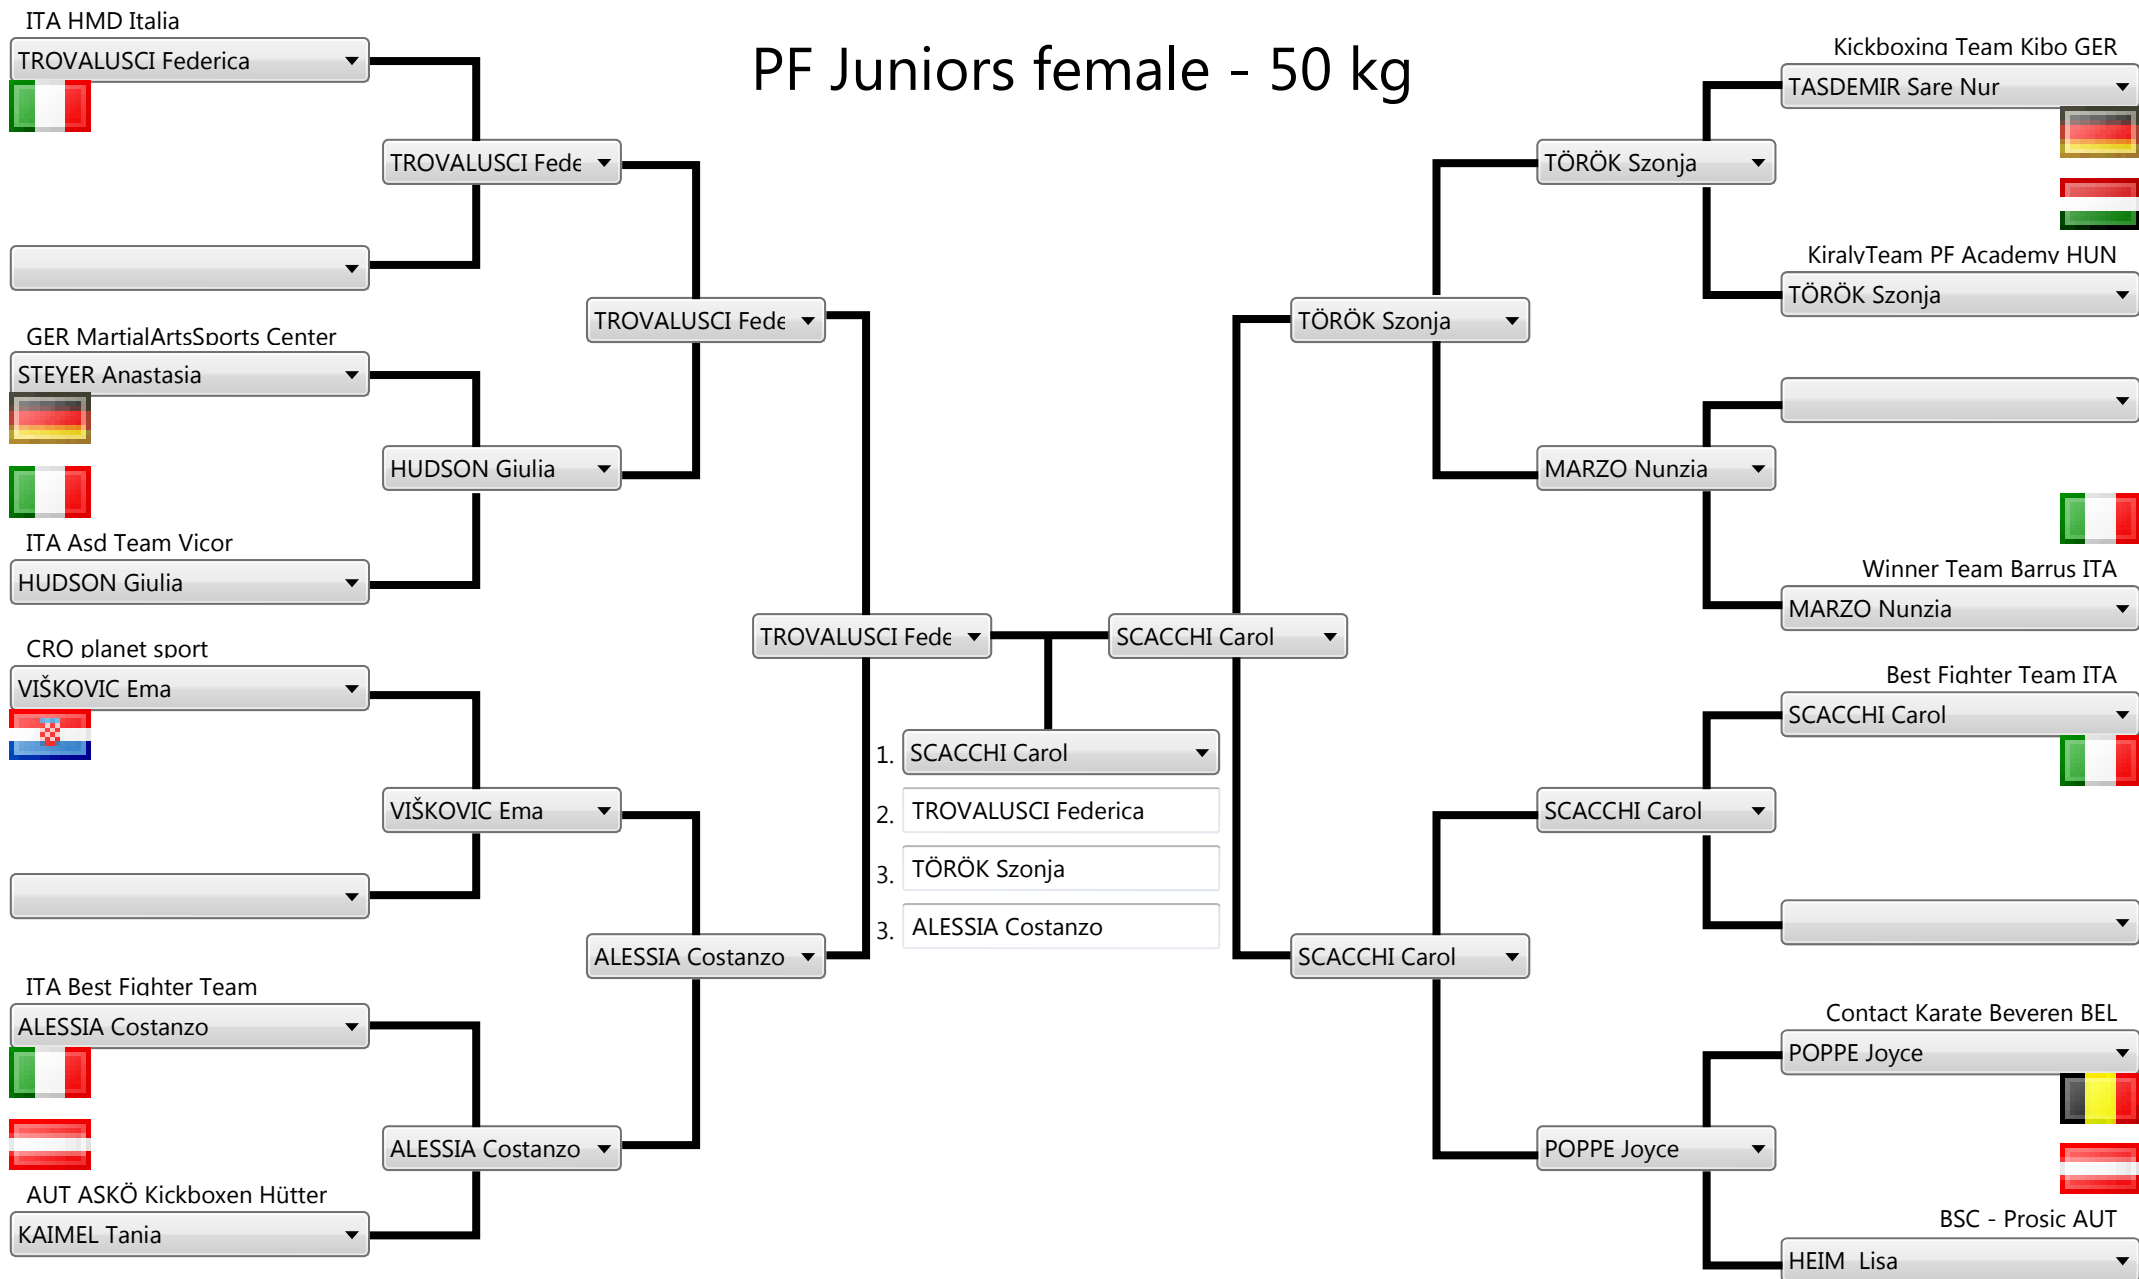 PF Juniors female - 50 kg
ITA HMD Italia
TROVALUSCI Federica
TROVALUSCI Fede
GER MartialArtsSports Center
STEYER Anastasia
HUDSON Giulia
ITA Asd Team Vicor
HUDSON Giulia
TROVALUSCI Fede
CRO planet sport
VIŠKOVIC Ema
VIŠKOVIC Ema
ITA Best Fighter Team
ALESSIA Costanzo
ALESSIA Costanzo
AUT ASKÖ Kickboxen Hütter
KAIMEL Tania
ALESSIA Costanzo
TROVALUSCI Fede
SCACCHI Carol
1. SCACCHI Carol
2. TROVALUSCI Federica
3. TÖRÖK Szonja
3. ALESSIA Costanzo
Kickboxing Team Kibo GER
TASDEMIR Sare Nur
TÖRÖK Szonja
KiralyTeam PF Academy HUN
TÖRÖK Szonja
TÖRÖK Szonja
MARZO Nunzia
Winner Team Barrus ITA
MARZO Nunzia
Best Fighter Team ITA
SCACCHI Carol
SCACCHI Carol
SCACCHI Carol
Contact Karate Beveren BEL
POPPE Joyce
POPPE Joyce
BSC - Prosic AUT
HEIM  Lisa